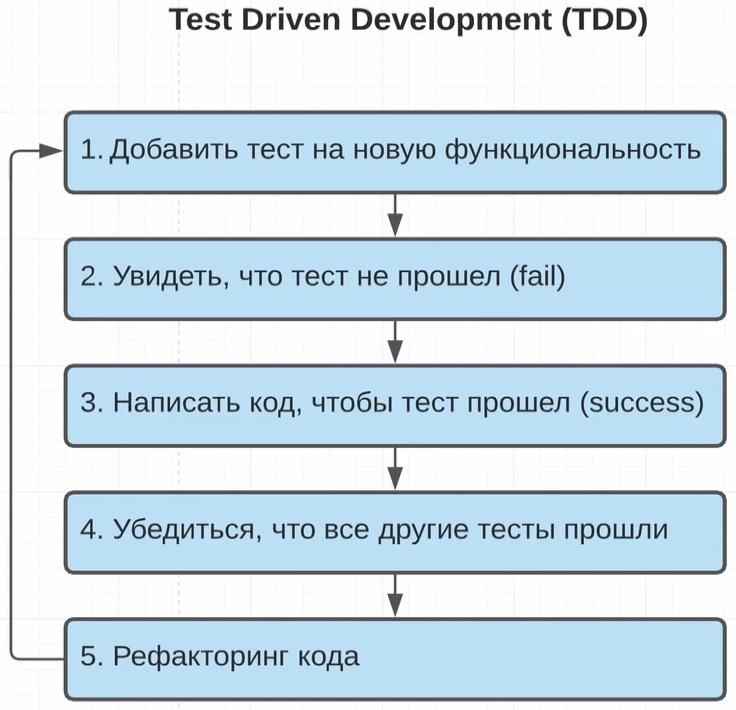 Test Driven Development (TDD)
1. Добавить тест на новую функциональность
2. Увидеть, что тест не прошел (fail)
3. Написать код, чтобы тест прошел (success)
4. Убедиться, что все другие тесты прошли
5. Рефакторинг кода